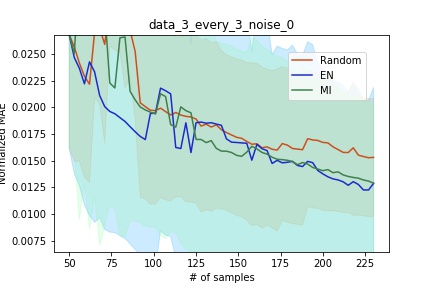 data_3_every_3_noise_0
Normalized MAE
0.0250
0.0225
0.0200
0.0175
0.0150
0.0125
0.0100
0.0075
Random
EN
MI
50
75
100
125
150
175
200
225
# of samples